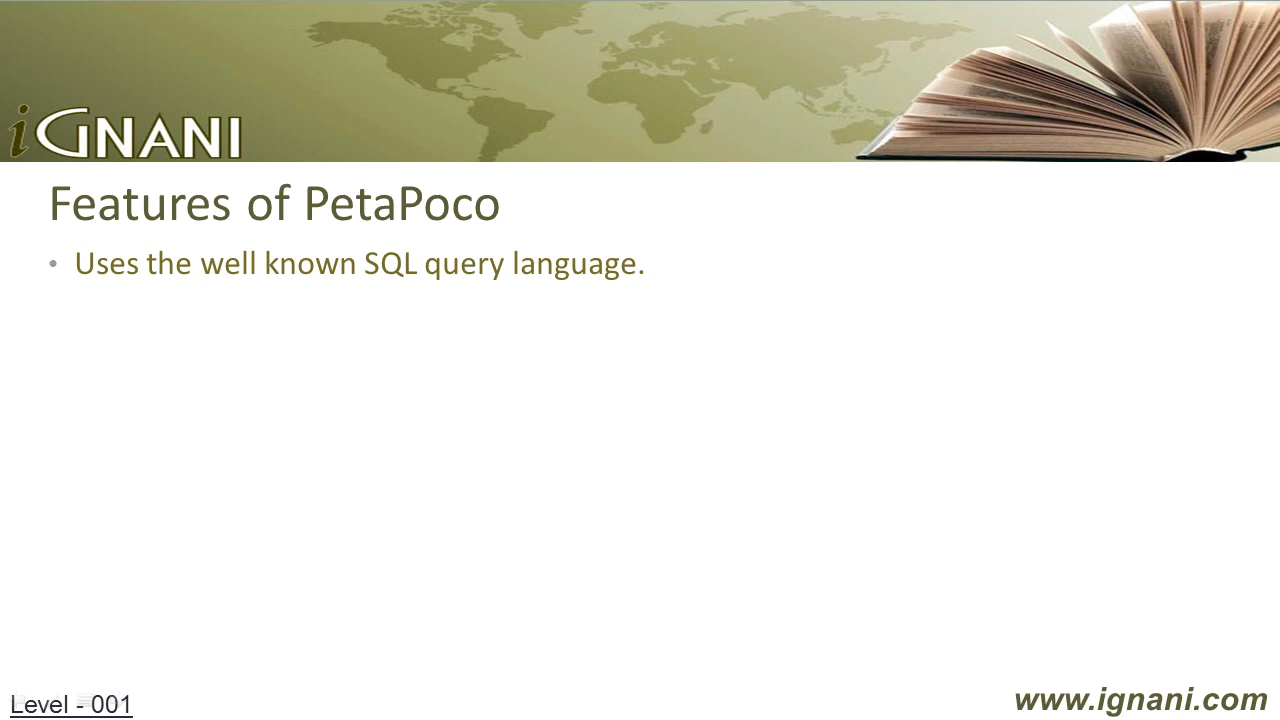 iGNANI
Features of PetaPoco
• Uses the well known SQL query language.
Level - 001
www.ignani.com